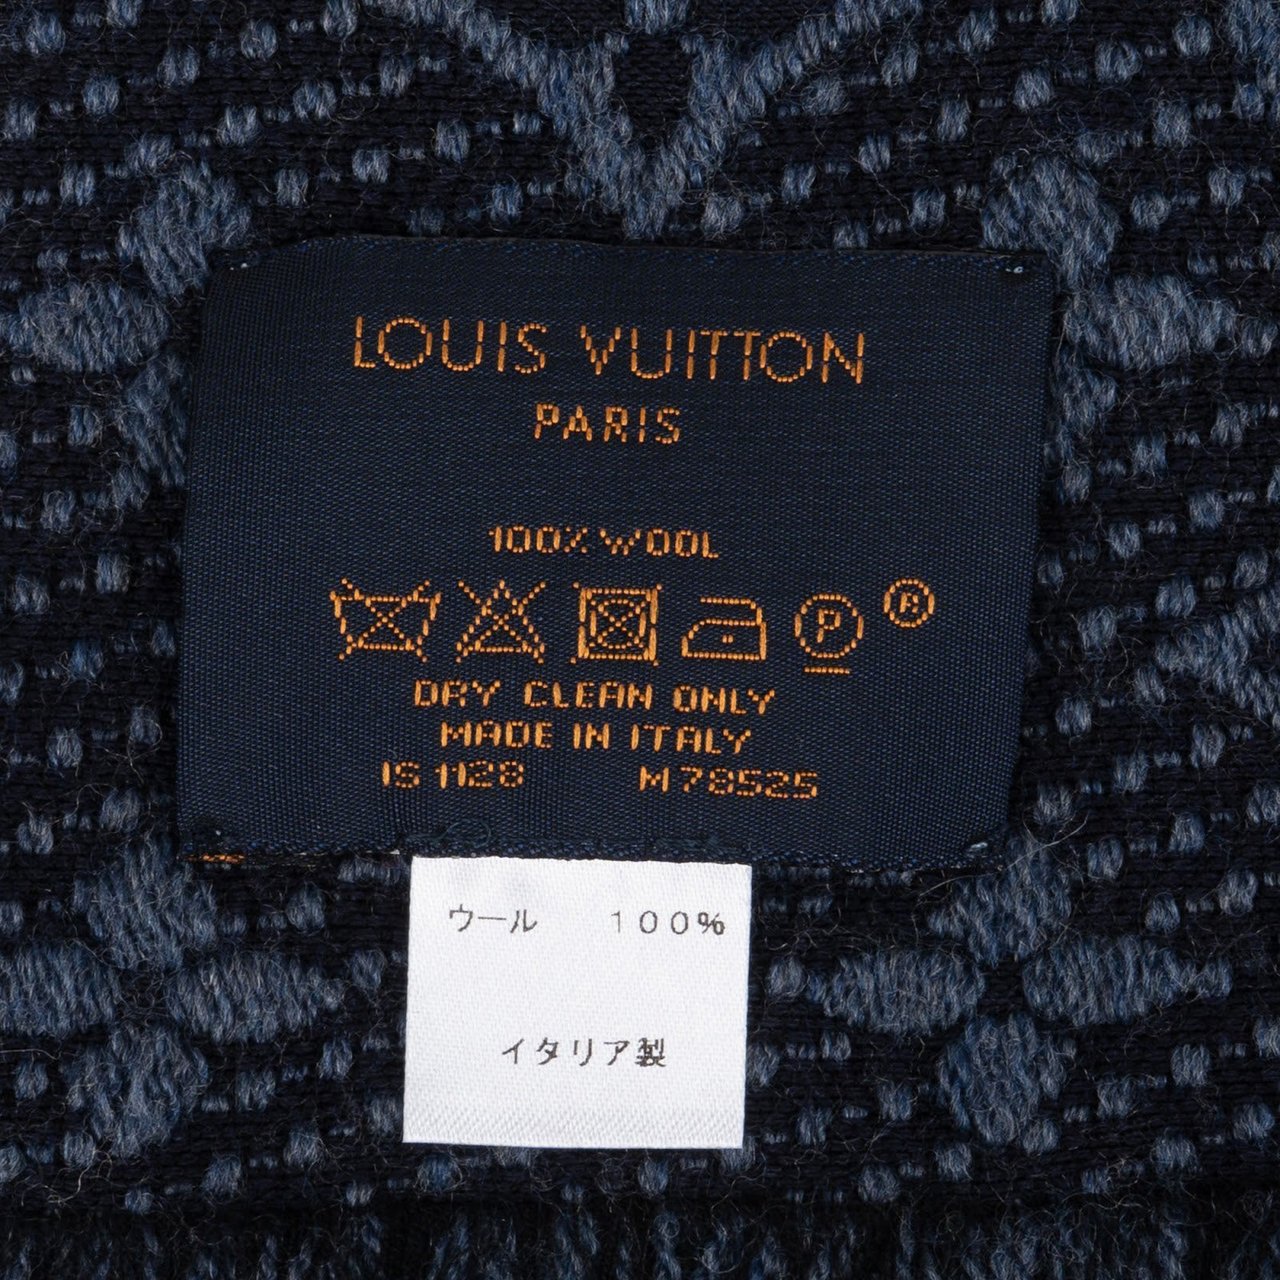 LOUIS VUITTON
PARIS
100% WOOL
P ®
DRY CLEAN ONLY
MADE IN ITALY
IS 1128 M78525
ウール 100%
イタリア製